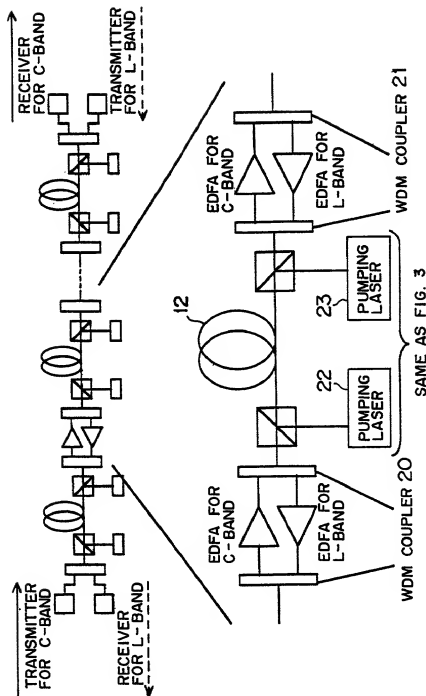 TRANSMITTER
FOR C-BAND
RECEIVER
FOR L-BAND
RECEIVER
FOR C-BAND
TRANSMITTER
FOR L-BAND
EDFA FOR
C-BAND
EDFA FOR
L-BAND
WDM COUPLER 20
12
22
PUMPING
LASER
23
PUMPING
LASER
SAME AS FIG. 3
EDFA FOR
C-BAND
EDFA FOR
L-BAND
WDM COUPLER 21